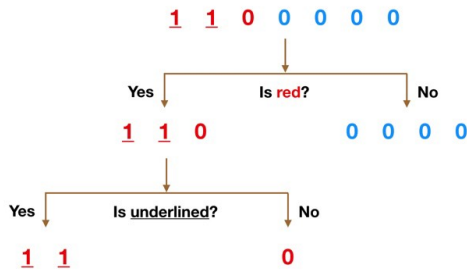 1 1 0 0 0 0 0
Yes Is red? No
1 1 0 0 0 0 0
Yes Is underlined? No
1 1 0